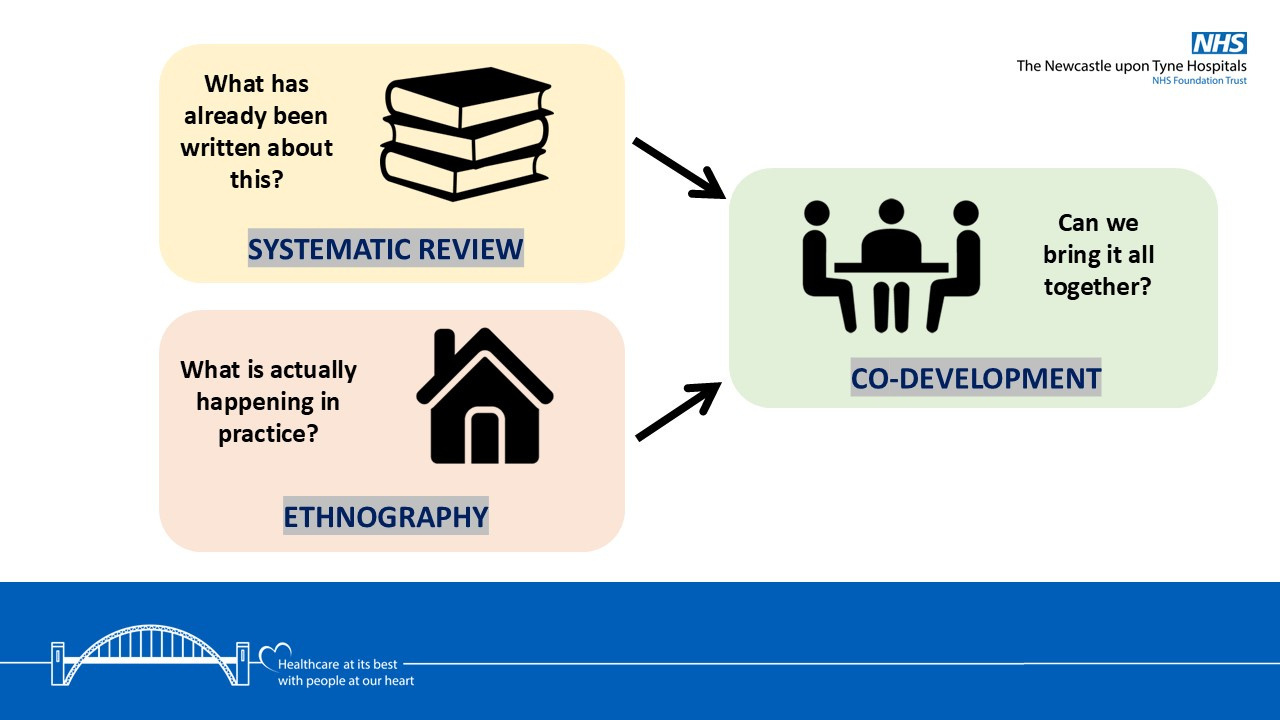 NHS
The Newcastle upon Tyne Hospitals
NHS Foundation Trust
What has
already been
written about
this?
SYSTEMATIC REVIEW
What is actually
happening in
practice?
ETHNOGRAPHY
Can we
bring it all
together?
CO-DEVELOPMENT
Healthcare at its best
with people at our heart